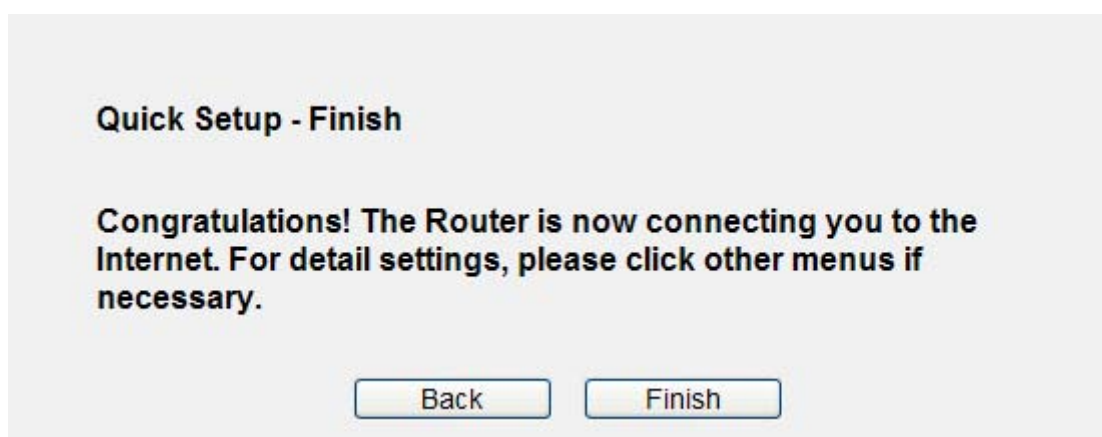 Quick Setup - Finish
Congratulations! The Router is now connecting you to the
Internet. For detail settings, please click other menus if
necessary.
Back Finish